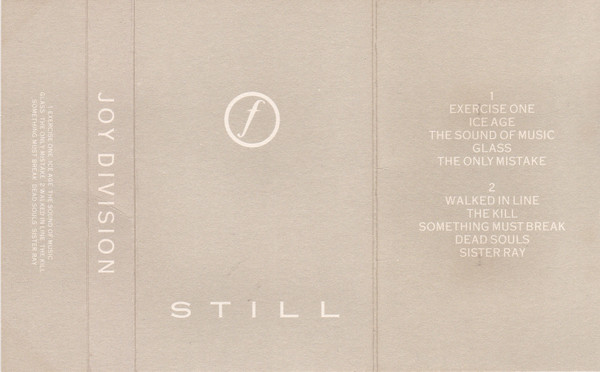 1 EXERCISE ONE. ICE AGE. THE SOUND OF MUSIC.
GLASS. THE ONLY MISTAKE. 2 WALKED IN LINE. THE KILL.
SOMETHING MUST BREAK. DEAD SOULS. SISTER RAY
JOY DIVISION
f
STILL
1
EXERCISE ONE
ICE AGE
THE SOUND OF MUSIC
GLASS
THE ONLY MISTAKE
2
WALKED IN LINE
THE KILL
SOMETHING MUST BREAK
DEAD SOULS
SISTER RAY